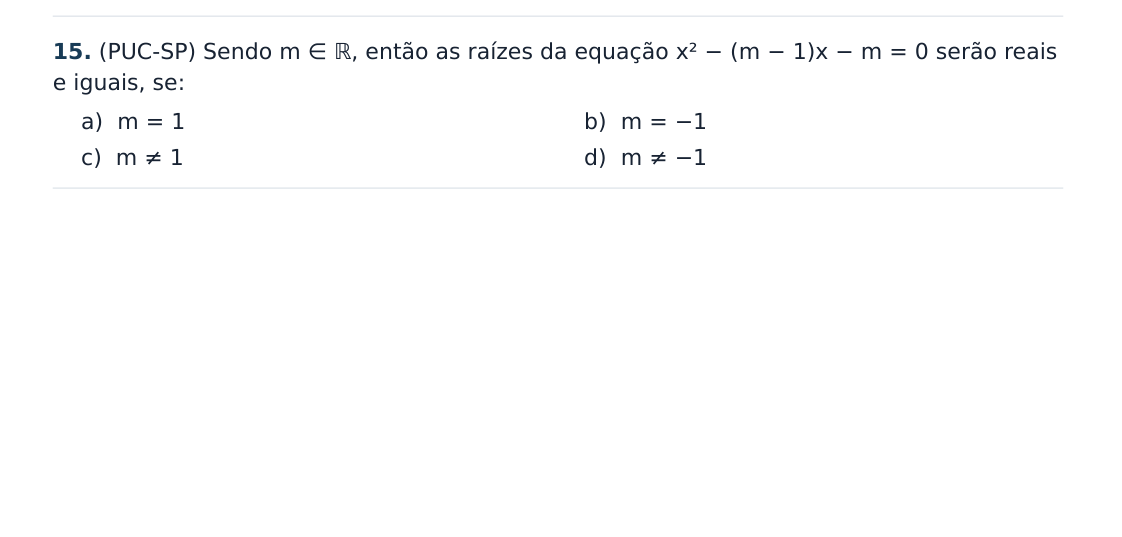 15. (PUC-SP) Sendo m ∈ ℝ, então as raízes da equação x² − (m − 1)x − m = 0 serão reais
e iguais, se:
a) m = 1
b) m = −1
c) m ≠ 1
d) m ≠ −1